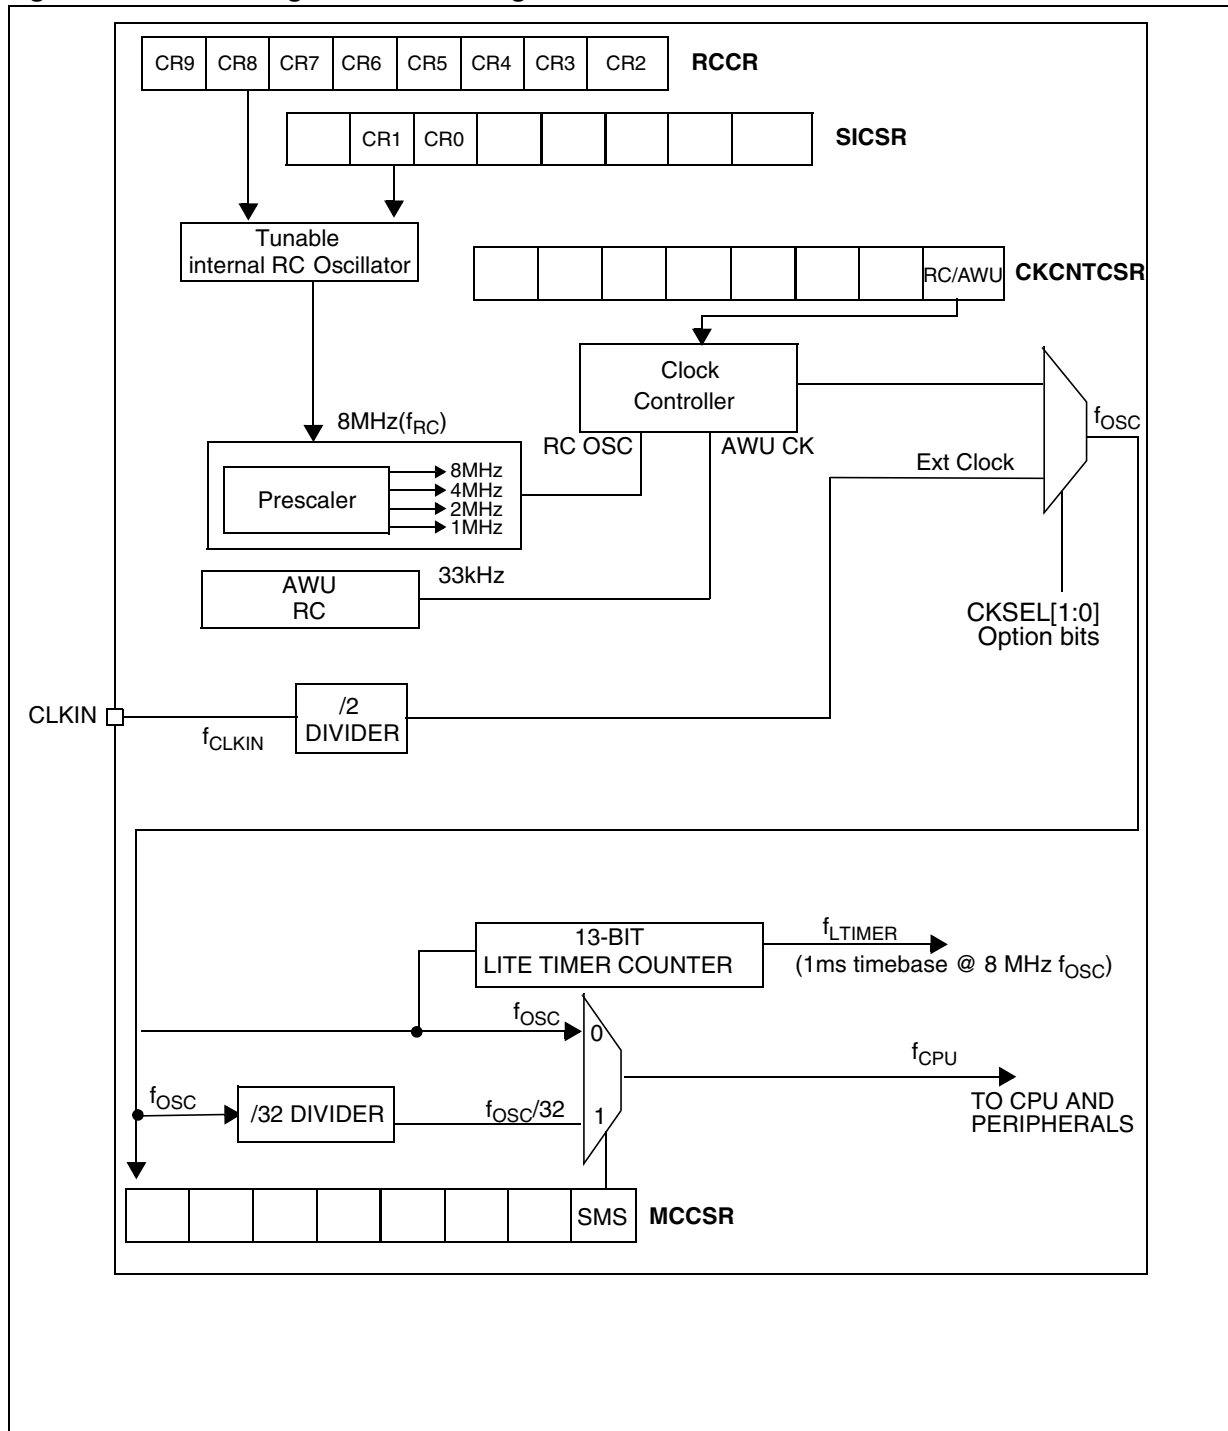 CR9 CR8 CR7 CR6 CR5 CR4 CR3 CR2 RCCR
CR1 CR0 SICSR
Tunable
internal RC Oscillator
RC/AWU CKCNTCSR
Clock
Controller
8MHz(fRC)
RC OSC AWU CK
fOSC
Ext Clock
Prescaler
8MHz
4MHz
2MHz
1MHz
AWU
RC
33kHz
CKSEL[1:0]
Option bits
CLKIN
fCLKIN
/2
DIVIDER
13-BIT
LITE TIMER COUNTER
fLTIMER
(1ms timebase @ 8 MHz fOSC)
fOSC
0
fCPU
TO CPU AND
PERIPHERALS
fOSC
/32 DIVIDER
fOSC/32
1
SMS MCCSR